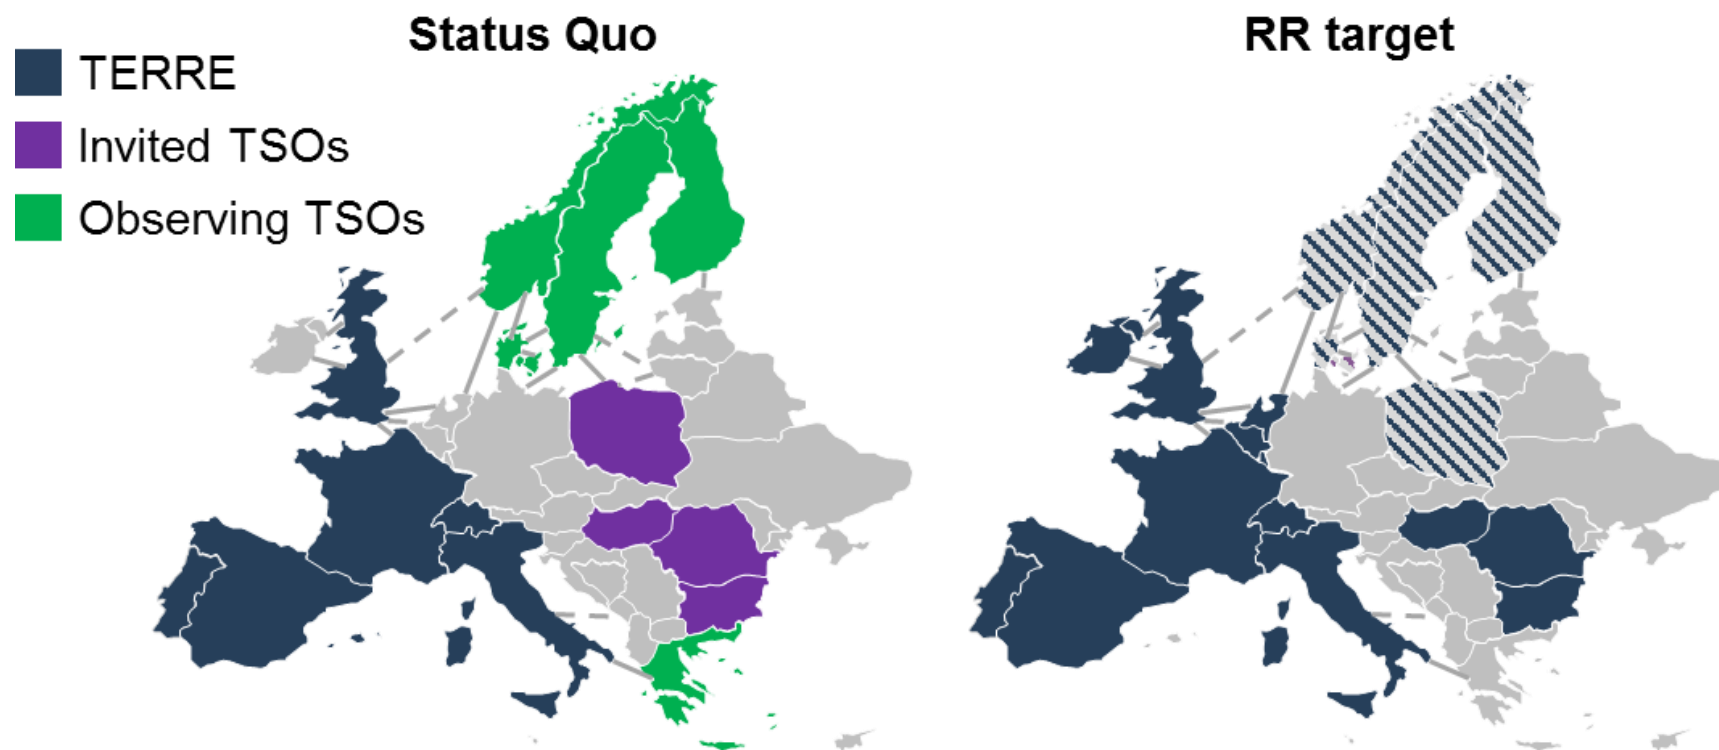 Status Quo
RR target
TERRE
Invited TSOs
Observing TSOs